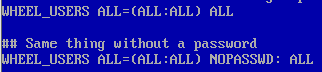 WHEEL_USERS ALL=(ALL:ALL) ALL
## Same thing without a password
WHEEL_USERS ALL=(ALL:ALL) NOPASSWD: ALL